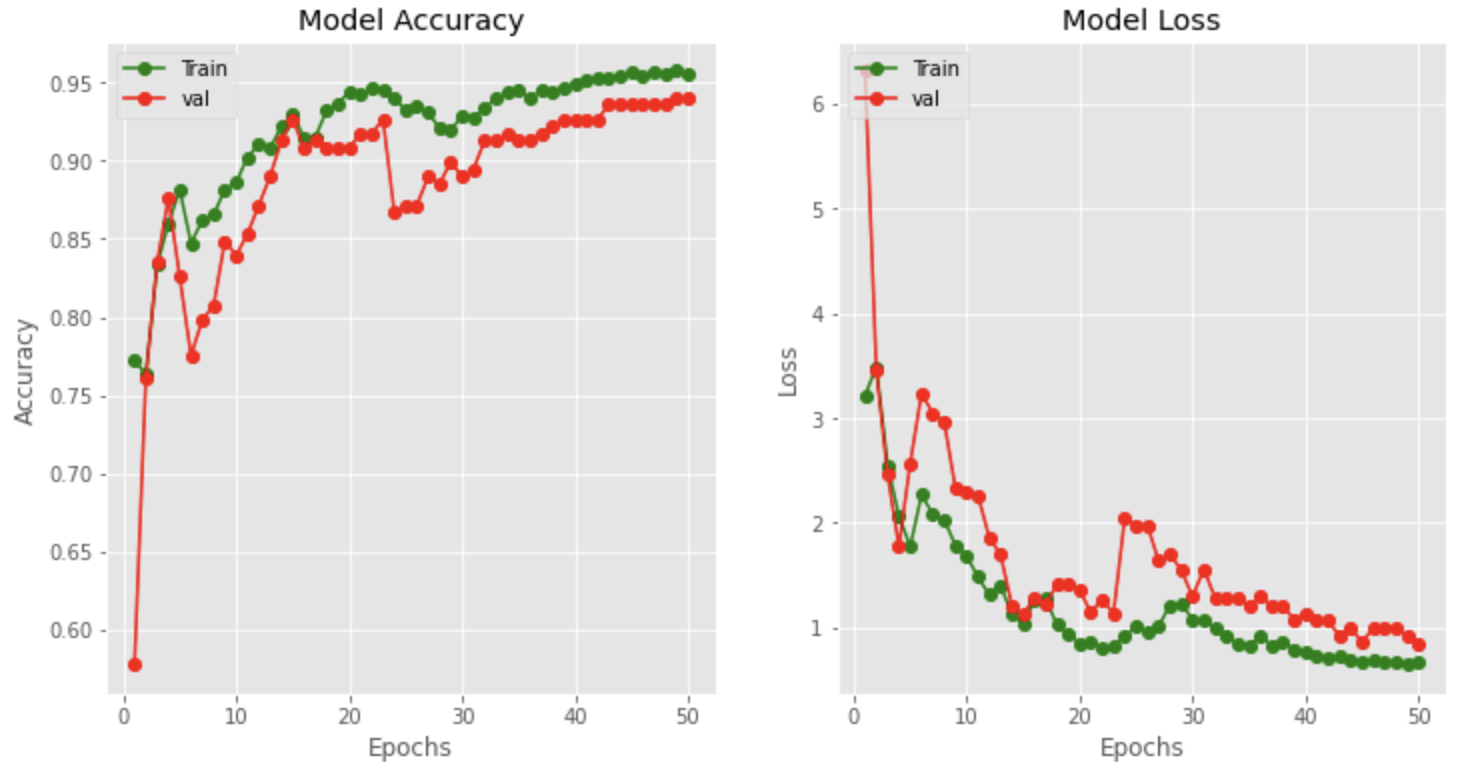 Model Accuracy
Train
val
0.95
0.90
0.85
0.80
0.75
0.70
0.65
0.60
Accuracy
0 10 20 30 40 50
Epochs
Model Loss
Train
val
6
5
4
3
2
1
Loss
0 10 20 30 40 50
Epochs